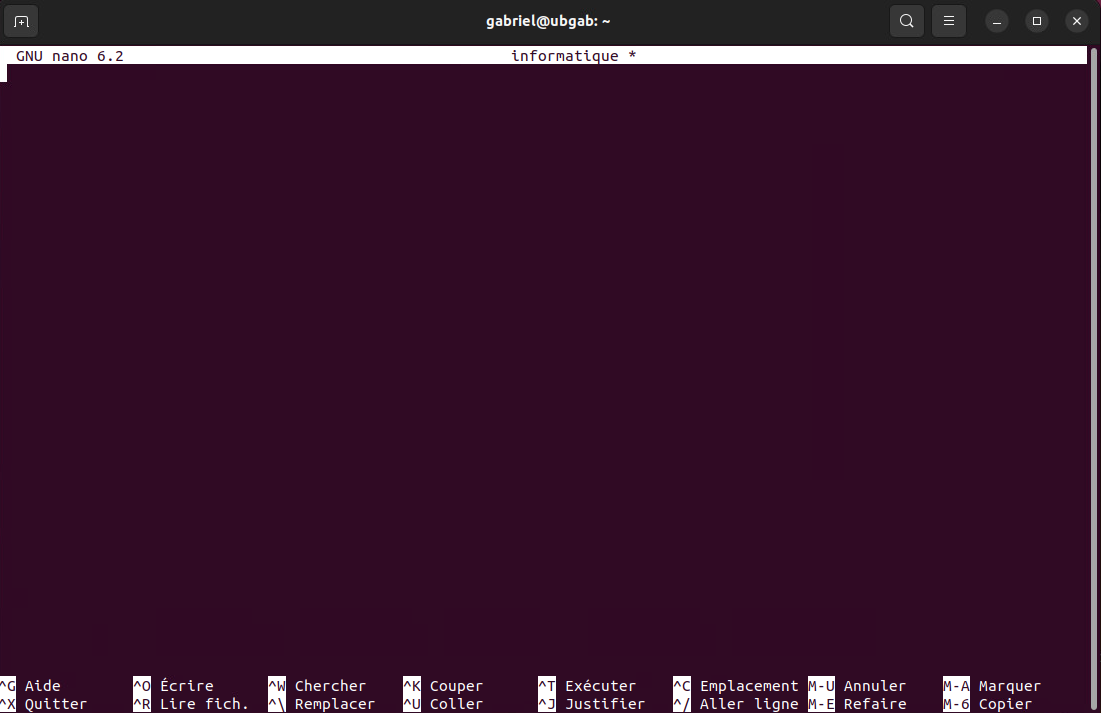 gabriel@ubgab: ~
GNU nano 6.2 informatique *
^G Aide ^O Écrire ^W Chercher ^K Couper ^T Exécuter ^C Emplacement M-U Annuler M-A Marquer
^X Quitter ^R Lire fich. ^\ Remplacer ^U Coller ^J Justifier ^/ Aller ligne M-E Refaire M-6 Copier